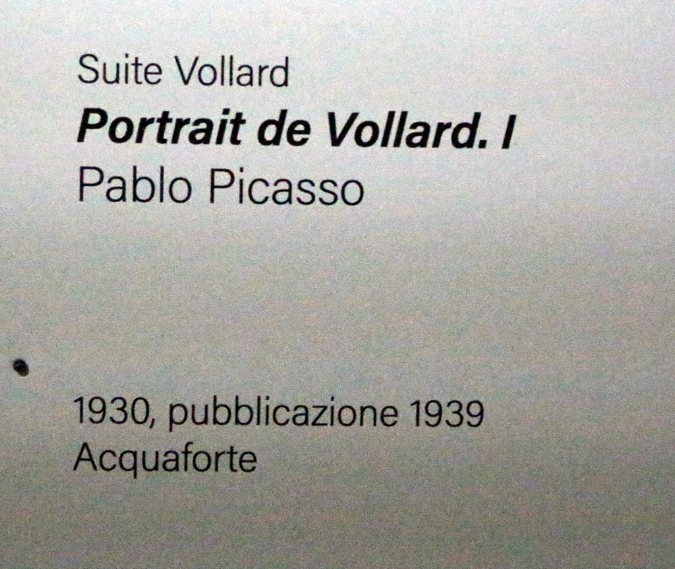 Suite Vollard
Portrait de Vollard. I
Pablo Picasso
1930, pubblicazione 1939
Acquaforte